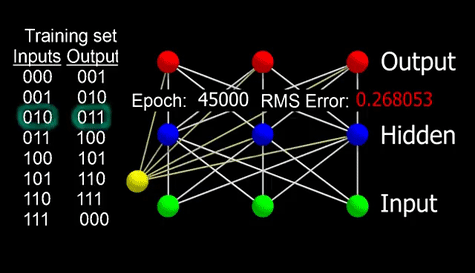 Training set
Inputs Output
000 001
001 010
010 011
011 100
100 101
101 110
110 111
111 000
Output
Epoch: 45000 RMS Error: 0.268053
Hidden
Input